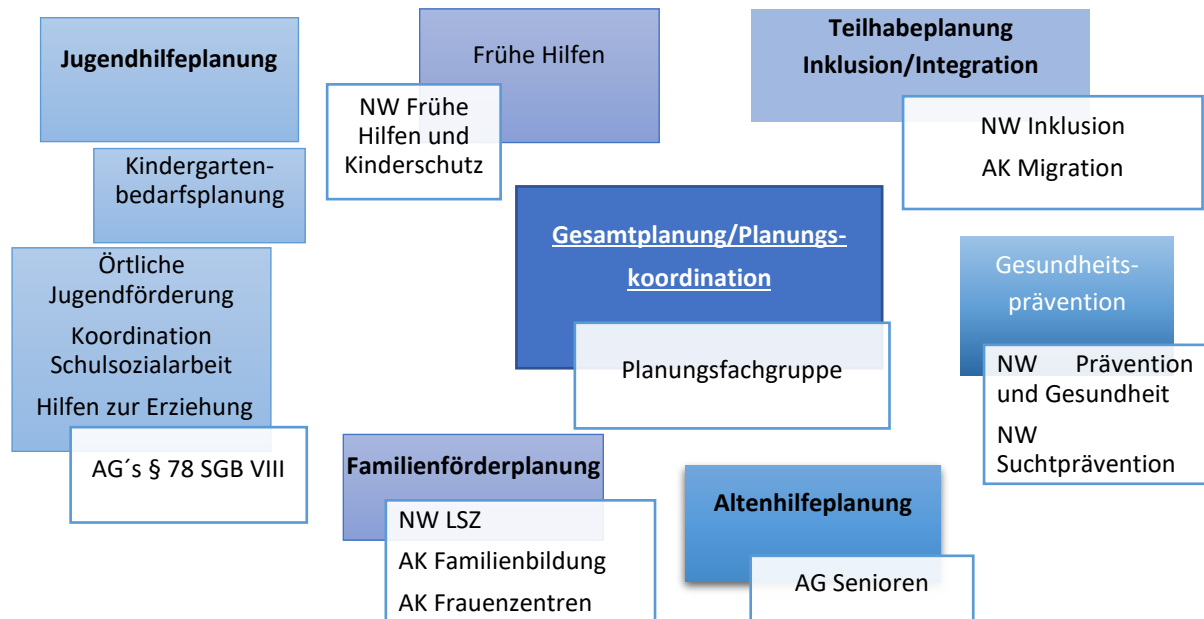 Jugendhilfeplanung
Kindergarten-
bedarfsplanung
Örtliche
Jugendförderung
Koordination
Schulsozialarbeit
Hilfen zur Erziehung
AG´s § 78 SGB VIII
Frühe Hilfen
NW Frühe
Hilfen und
Kinderschutz
Teilhabeplanung
Inklusion/Integration
NW Inklusion
AK Migration
Gesamtplanung/Planungs-
koordination
Planungsfachgruppe
Gesundheits-
prävention
NW Prävention
und Gesundheit
NW
Suchtprävention
Familienförderplanung
NW LSZ
AK Familienbildung
AK Frauenzentren
Altenhilfeplanung
AG Senioren